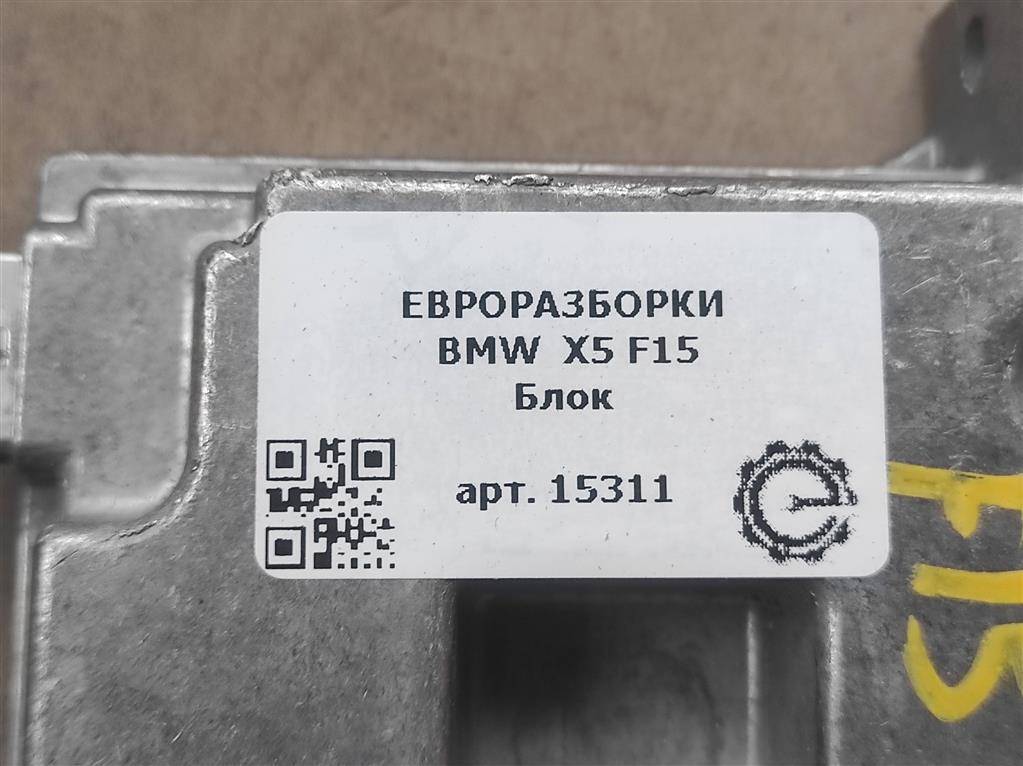 ЕВРОРАЗБОРКИ
BMW X5 F15
Блок
арт. 15311
F15